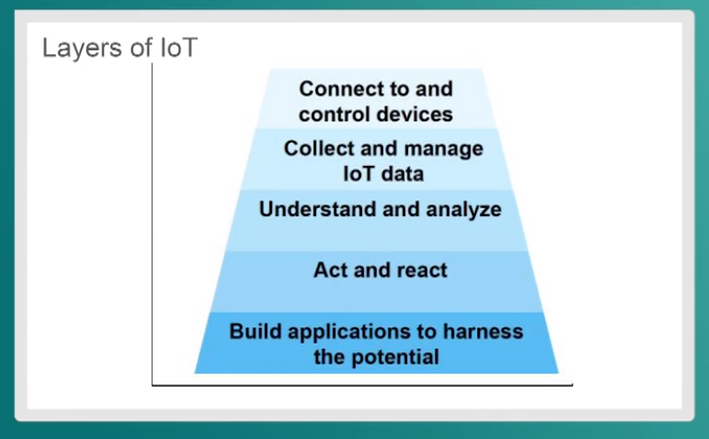 Layers of IoT
Connect to and
control devices
Collect and manage
IoT data
Understand and analyze
Act and react
Build applications to harness
the potential